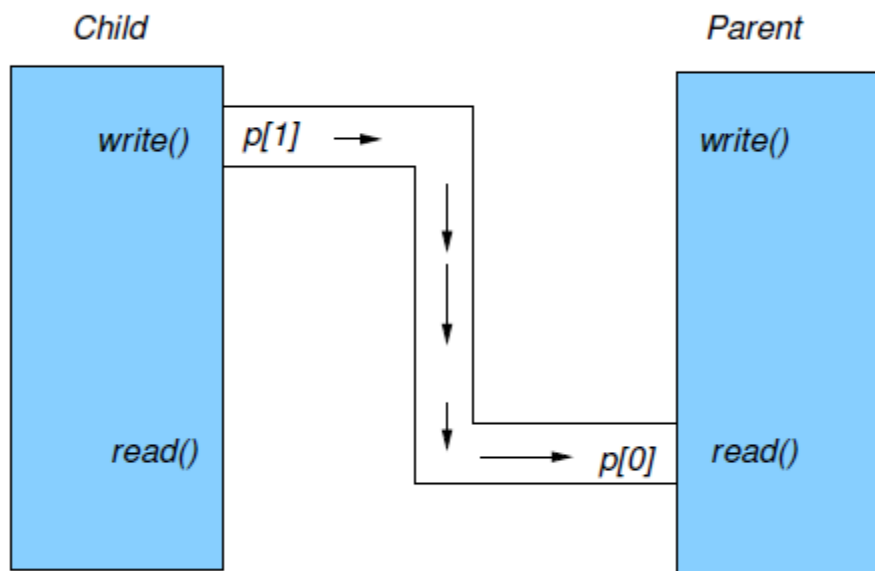 Child
Parent
write()
p[1]
write()
read()
p[0]
read()